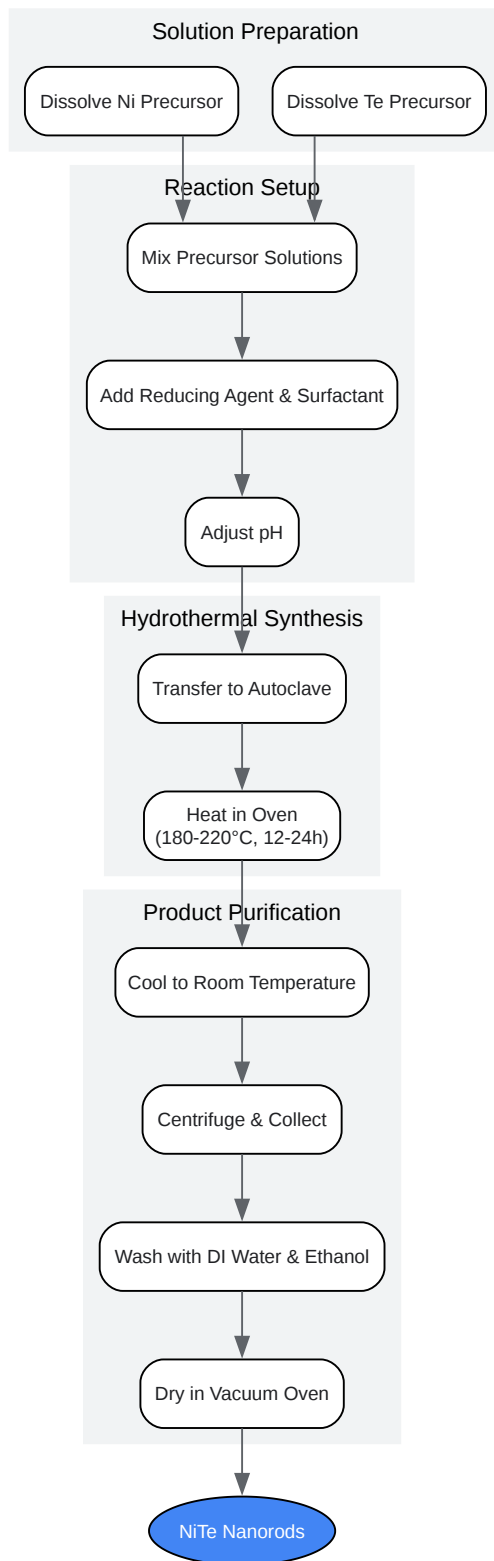 Solution Preparation
Dissolve Ni Precursor
Dissolve Te Precursor
Reaction Setup
Mix Precursor Solutions
Add Reducing Agent & Surfactant
Adjust pH
Hydrothermal Synthesis
Transfer to Autoclave
Heat in Oven
(180-220°C, 12-24h)
Product Purification
Cool to Room Temperature
Centrifuge & Collect
Wash with DI Water & Ethanol
Dry in Vacuum Oven
NiTe Nanorods